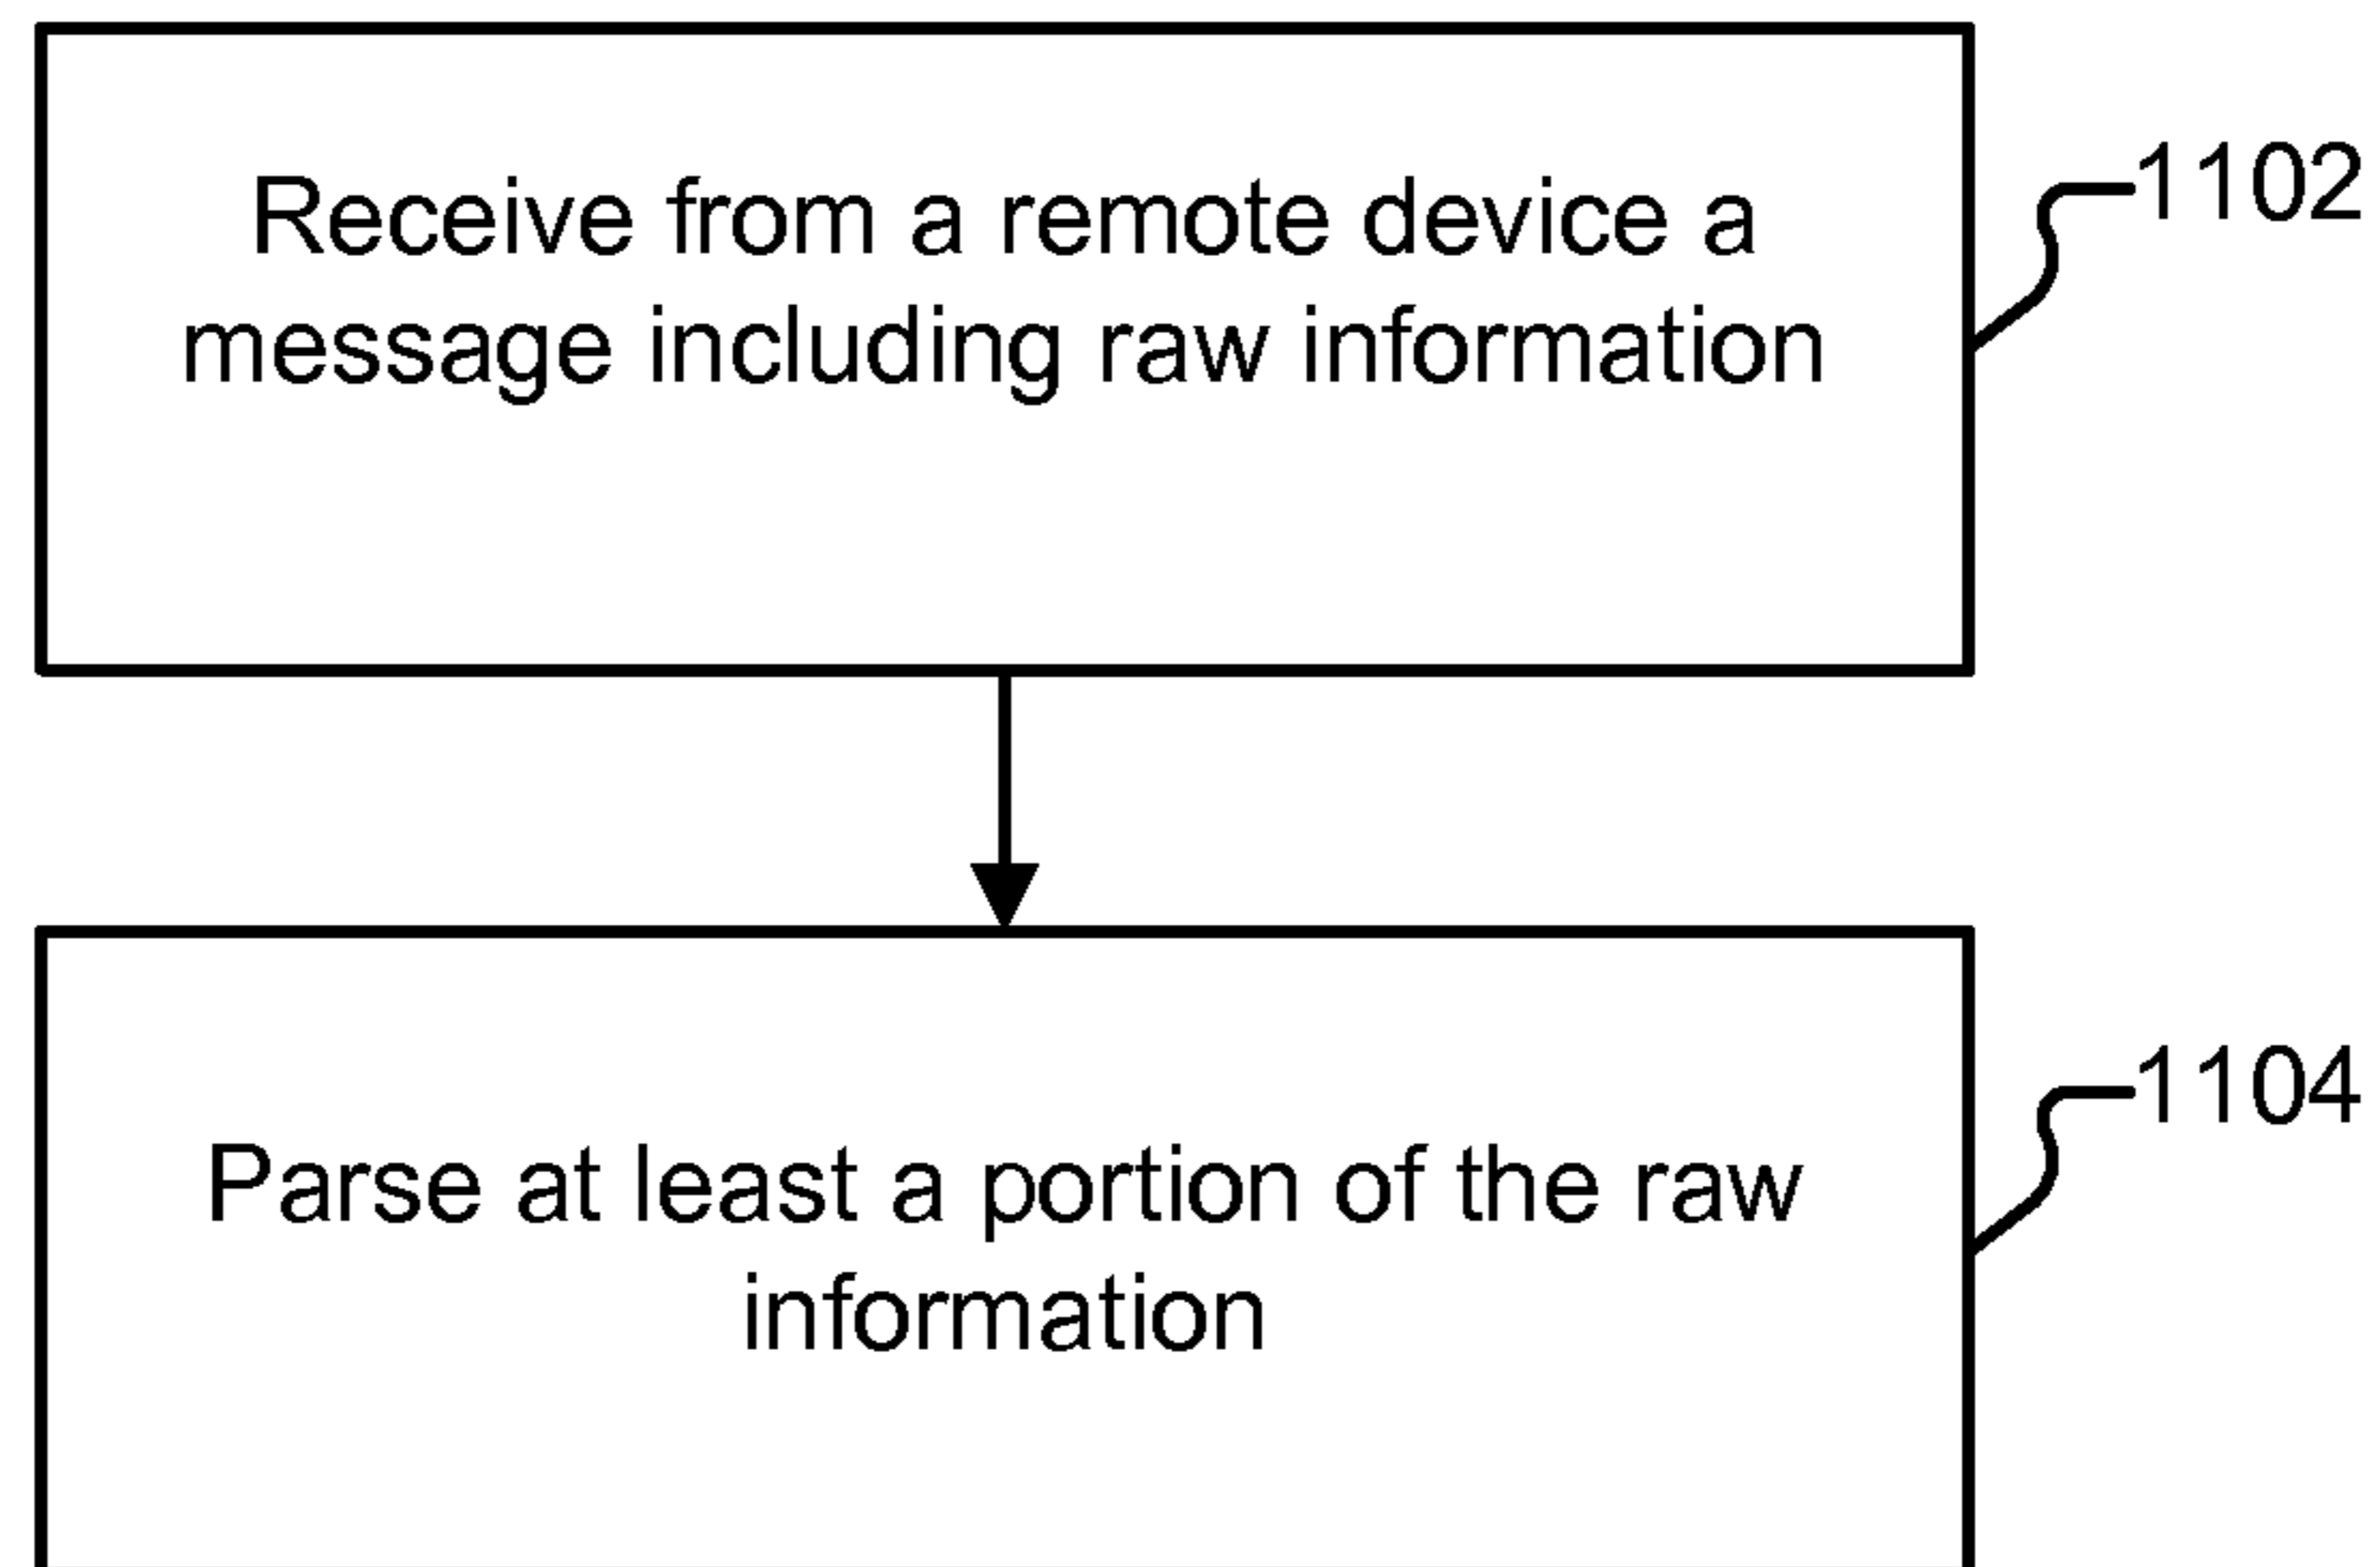 Receive from a remote device a
message including raw information
1102
Parse at least a portion of the raw
information
1104